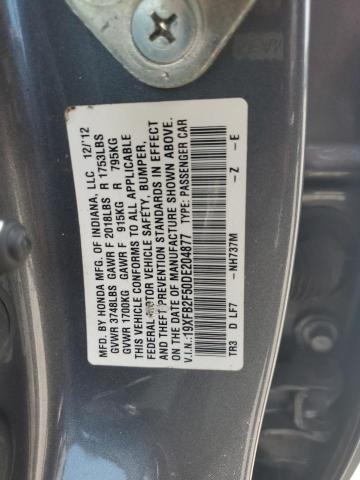 MFD. BY HONDA MFG. OF INDIANA, LLC 12/12
GVWR 3748LBS GAWR F 2018LBS R 1753LBS
GVWR 1700KG GAWR F 915KG R 795KG
THIS VEHICLE CONFORMS TO ALL APPLICABLE
FEDERAL MOTOR VEHICLE SAFETY, BUMPER,
AND THEFT PREVENTION STANDARDS IN EFFECT
ON THE DATE OF MANUFACTURE SHOWN ABOVE.
V.I.N.:19XFB2F50DE204877 TYPE: PASSENGER CAR
TR3 D LF7 -NH737M -Z -E